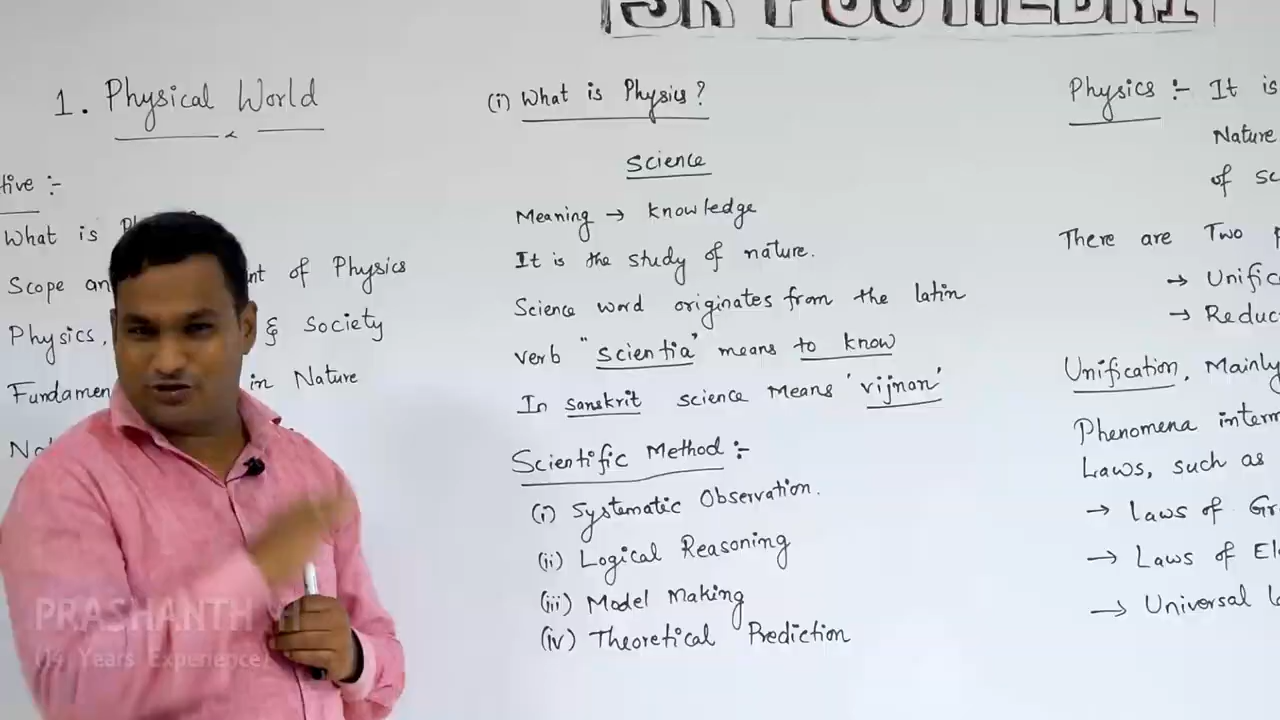 1. Physical World
tive :-
What is
Scope an nt of Physics
Physics, & Society
Fundamen in Nature
(i) What is Physics?
Science
Meaning → knowledge
It is the study of nature.
Science word originates from the latin
verb "scientia" means to know
In sanskrit science means 'vijnan'
Scientific Method :-
(i) Systematic Observation.
(ii) Logical Reasoning
(iii) Model Making
(iv) Theoretical Prediction
Physics :- It is
Nature
of sc
There are Two p
→ Unific
→ Reduc
Unification, Mainly
Phenomena interm
Laws, such as
→ Laws of Gr
→ Laws of El
→ Universal L
PRASHANTH
(14 Years Experience)